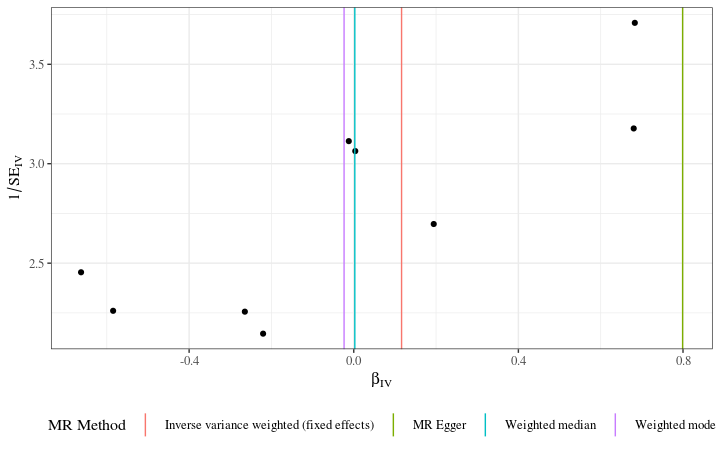 3.5
3.0
2.5
1/SE_IV
-0.4
0.0
0.4
0.8
β_IV
MR Method
Inverse variance weighted (fixed effects)
MR Egger
Weighted median
Weighted mode